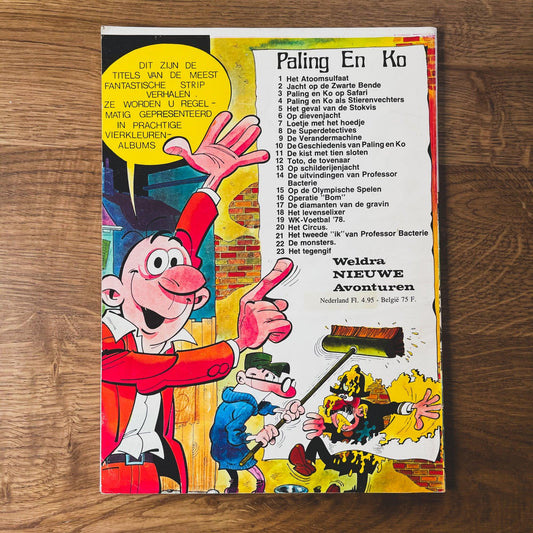 DIT ZIJN DE
TITELS VAN DE MEEST
FANTASTISCHE STRIP
VERHALEN.
ZE WORDEN U REGEL -
MATIG GEPRESENTEERD
IN PRACHTIGE
VIERKLEUREN-
ALBUMS
Paling En Ko
1 Het Atoomsulfaat
2 Jacht op de Zwarte Bende
3 Paling en Ko op Safari
4 Paling en Ko als Stierenvechters
5 Het geval van de Stokvis
6 Op dievenjacht
7 Loetje met het hoedje
8 De Superdetectives
9 De Verandermachine
10 De Geschiedenis van Paling en Ko
11 De kist met tien sloten
12 Toto, de tovenaar
13 Op schilderijenjacht
14 De uitvindingen van Professor
Bacterie
15 Op de Olympische Spelen
16 Operatie "Bom"
17 De diamanten van de gravin
18 Het levenselixer
19 WK-Voetbal '78.
20 Het Circus.
21 Het tweede "ik" van Professor Bacterie
22 De monsters.
23 Het tegengif
Weldra
NIEUWE
Avonturen
Nederland Fl. 4.95 - België 75 F.